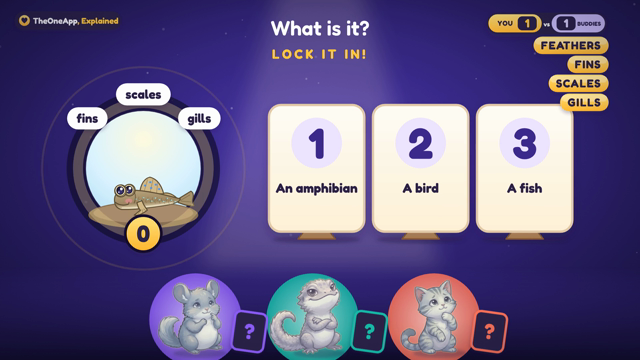 TheOneApp, Explained
What is it?
LOCK IT IN!
YOU 1 vs 1 BUDDIES
FEATHERS
FINS
SCALES
GILLS
scales
fins
gills
0
1
An amphibian
2
A bird
3
A fish
?
?
?